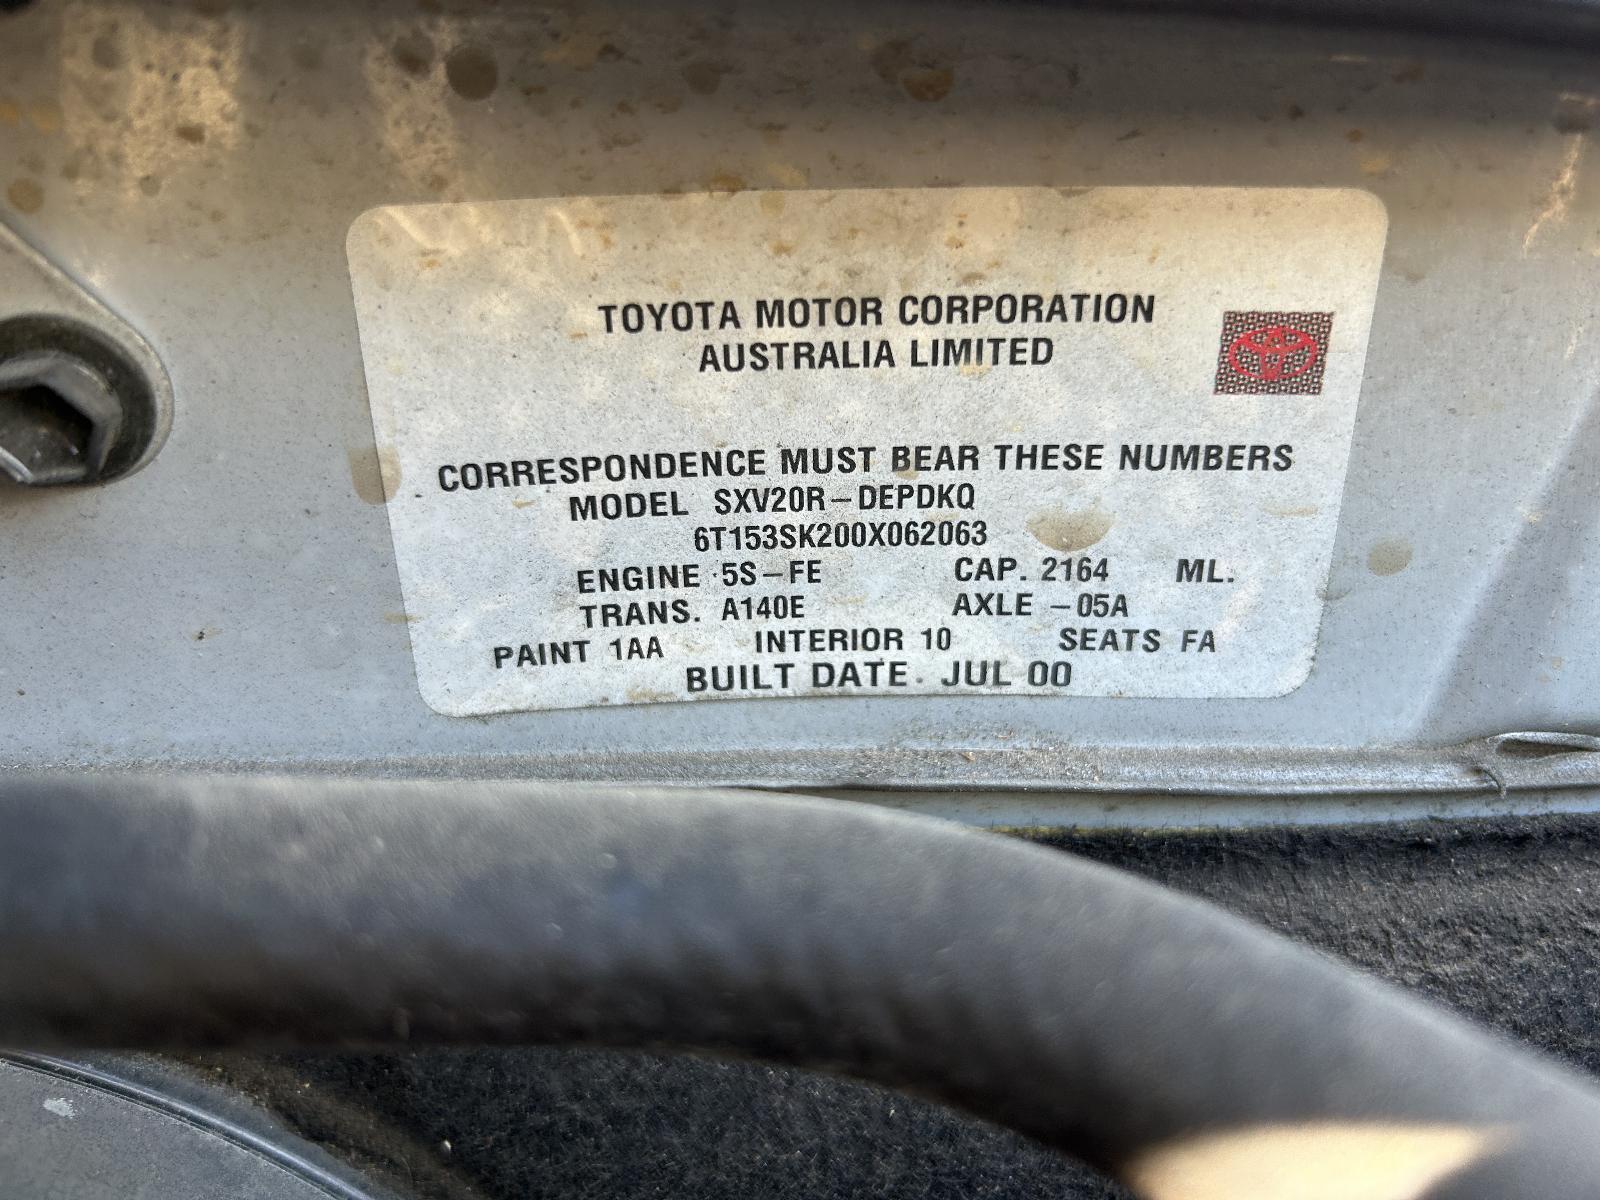 TOYOTA MOTOR CORPORATION
AUSTRALIA LIMITED
CORRESPONDENCE MUST BEAR THESE NUMBERS
MODEL SXV20R-DEPDKQ
6T153SK200X062063
ENGINE 5S-FE CAP. 2164 ML.
TRANS. A140E AXLE -05A
PAINT 1AA INTERIOR 10 SEATS FA
BUILT DATE. JUL 00